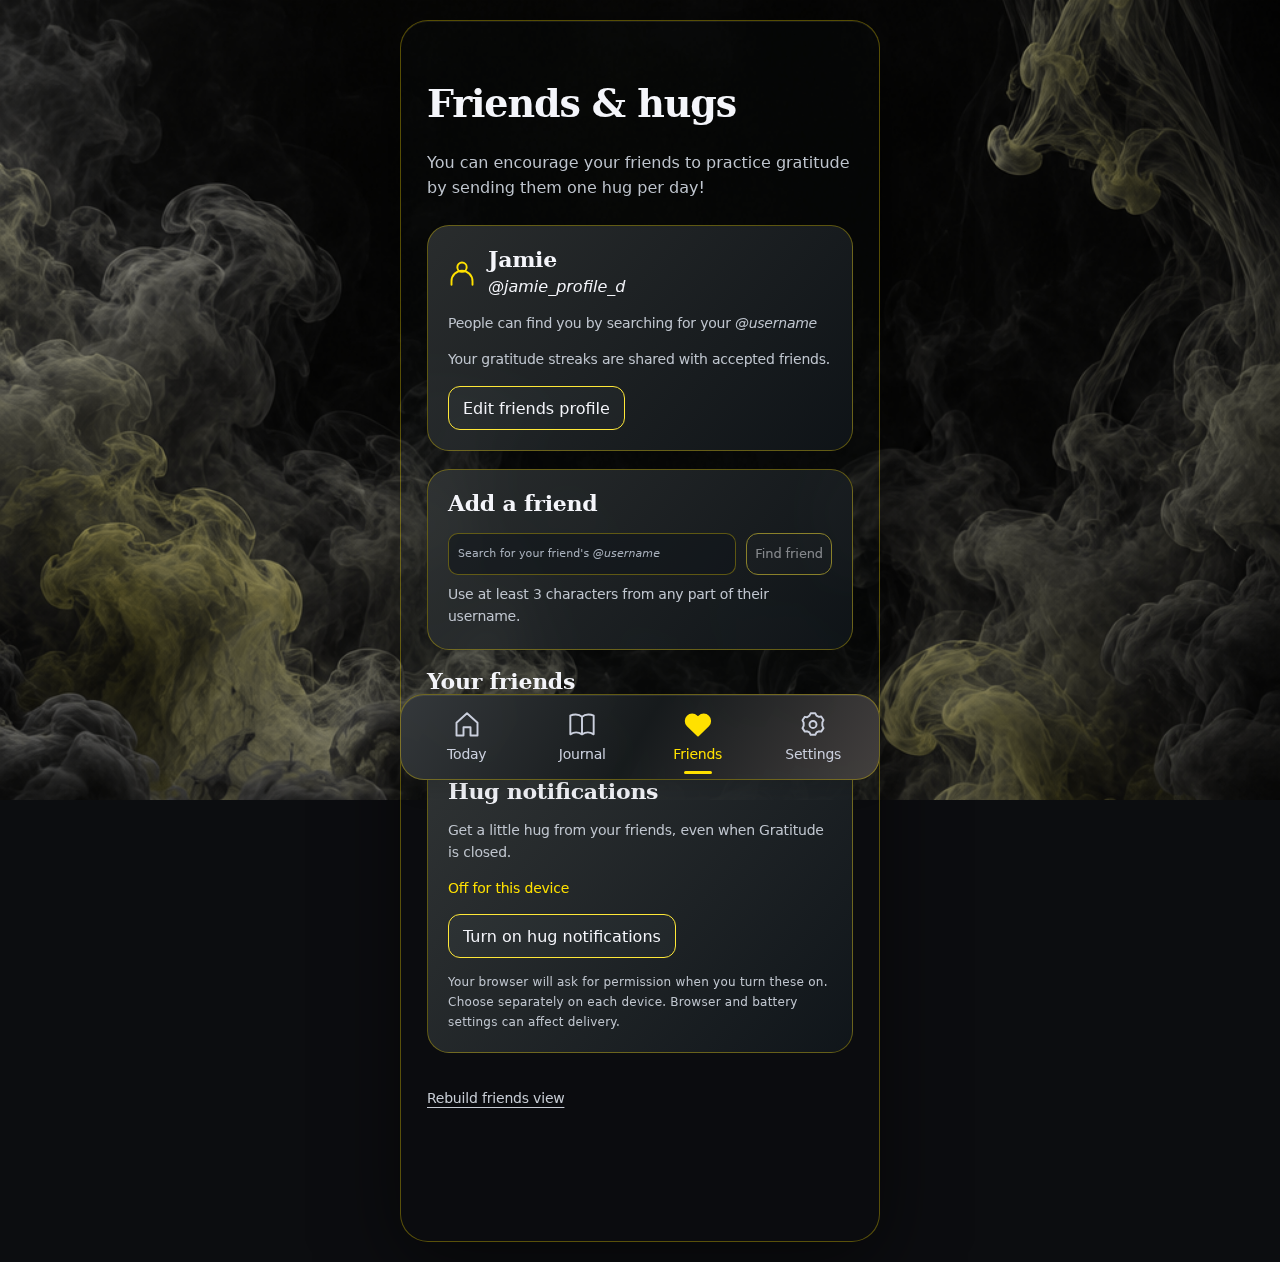 Friends & hugs
You can encourage your friends to practice gratitude
by sending them one hug per day!
Jamie
@jamie_profile_d
People can find you by searching for your @username
Your gratitude streaks are shared with accepted friends.
Edit friends profile
Add a friend
Search for your friend's @username
Find friend
Use at least 3 characters from any part of their
username.
Your friends
Today
Journal
Friends
Settings
Hug notifications
Get a little hug from your friends, even when Gratitude
is closed.
Off for this device
Turn on hug notifications
Your browser will ask for permission when you turn these on.
Choose separately on each device. Browser and battery
settings can affect delivery.
Rebuild friends view